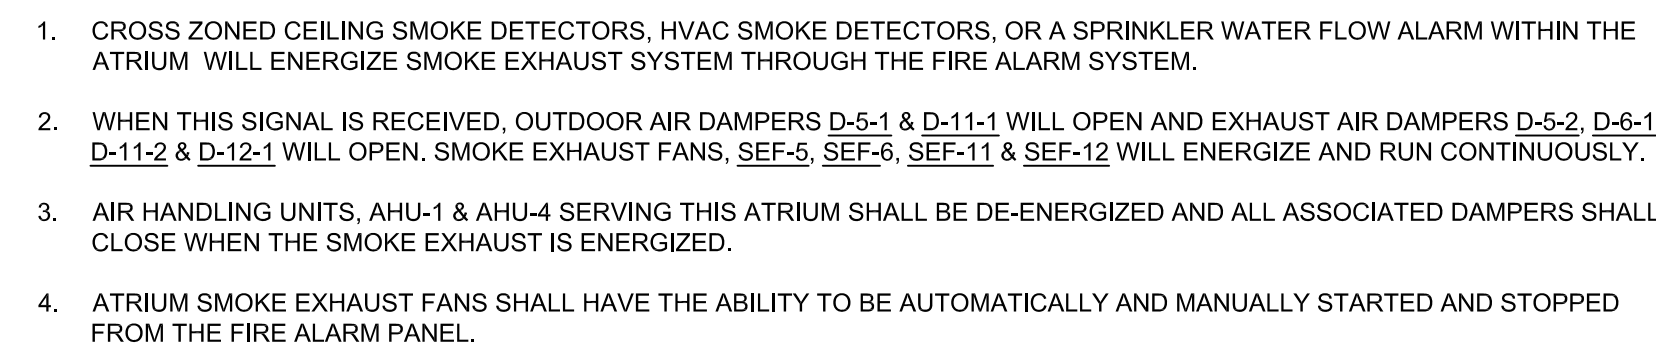 1. CROSS ZONED CEILING SMOKE DETECTORS, HVAC SMOKE DETECTORS, OR A SPRINKLER WATER FLOW ALARM WITHIN THE
ATRIUM WILL ENERGIZE SMOKE EXHAUST SYSTEM THROUGH THE FIRE ALARM SYSTEM.
2. WHEN THIS SIGNAL IS RECEIVED, OUTDOOR AIR DAMPERS D-5-1 & D-11-1 WILL OPEN AND EXHAUST AIR DAMPERS D-5-2, D-6-1
D-11-2 & D-12-1 WILL OPEN. SMOKE EXHAUST FANS, SEF-5, SEF-6, SEF-11 & SEF-12 WILL ENERGIZE AND RUN CONTINUOUSLY.
3. AIR HANDLING UNITS, AHU-1 & AHU-4 SERVING THIS ATRIUM SHALL BE DE-ENERGIZED AND ALL ASSOCIATED DAMPERS SHALL
CLOSE WHEN THE SMOKE EXHAUST IS ENERGIZED.
4. ATRIUM SMOKE EXHAUST FANS SHALL HAVE THE ABILITY TO BE AUTOMATICALLY AND MANUALLY STARTED AND STOPPED
FROM THE FIRE ALARM PANEL.